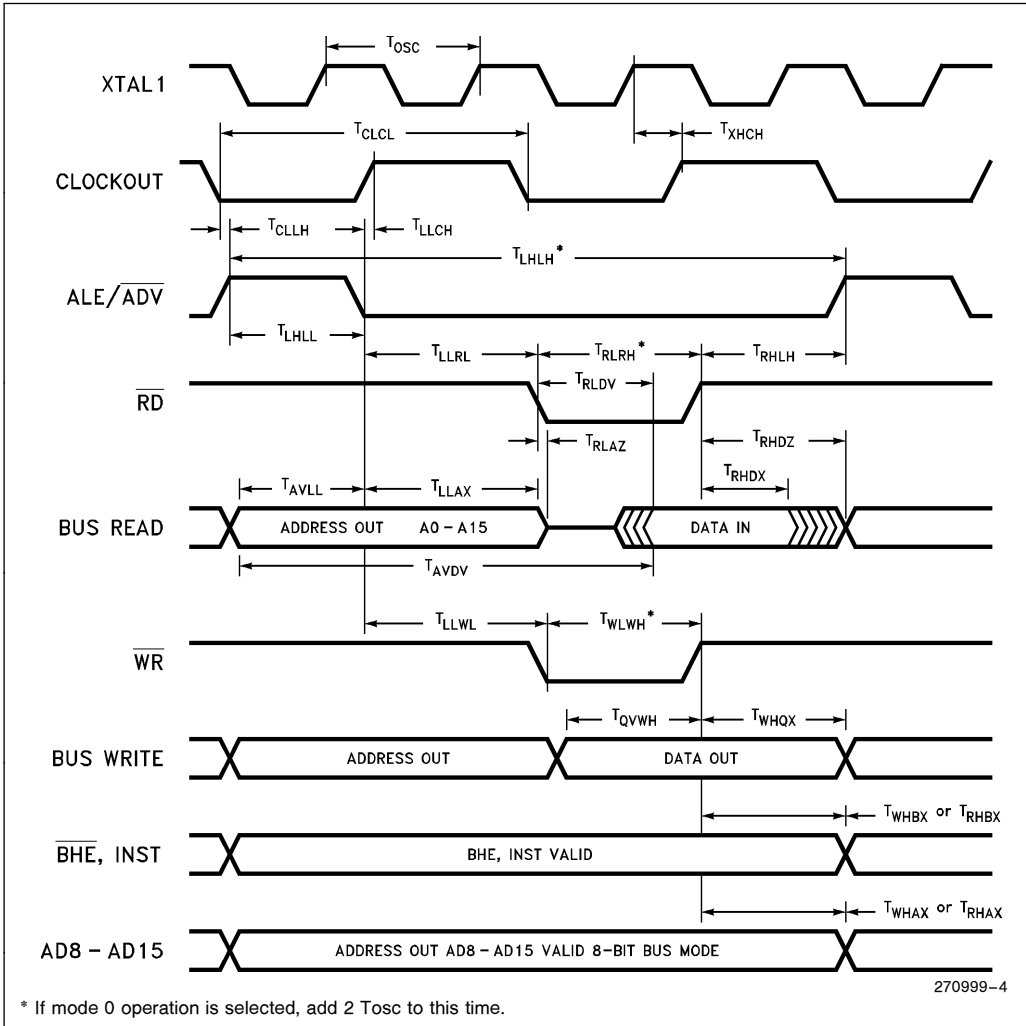 TOSC
XTAL1
TCLCL
TXHCH
CLOCKOUT
TCLLH TLLCH
TLHLH*
ALE/ADV
TLHLL
TLLRL TRLRH* TRHLH
TRLDV
RD
TRLAZ TRHDZ
TRHDX
TAVLL TLLAX
BUS READ ADDRESS OUT A0-A15 DATA IN
TAVDV
TLLWL TWLWH*
WR
TQVWH TWHQX
BUS WRITE ADDRESS OUT DATA OUT
TWHBX or TRHBX
BHE, INST BHE, INST VALID
TWHAX or TRHAX
AD8-AD15 ADDRESS OUT AD8-AD15 VALID 8-BIT BUS MODE
270999-4
* If mode 0 operation is selected, add 2 Tosc to this time.